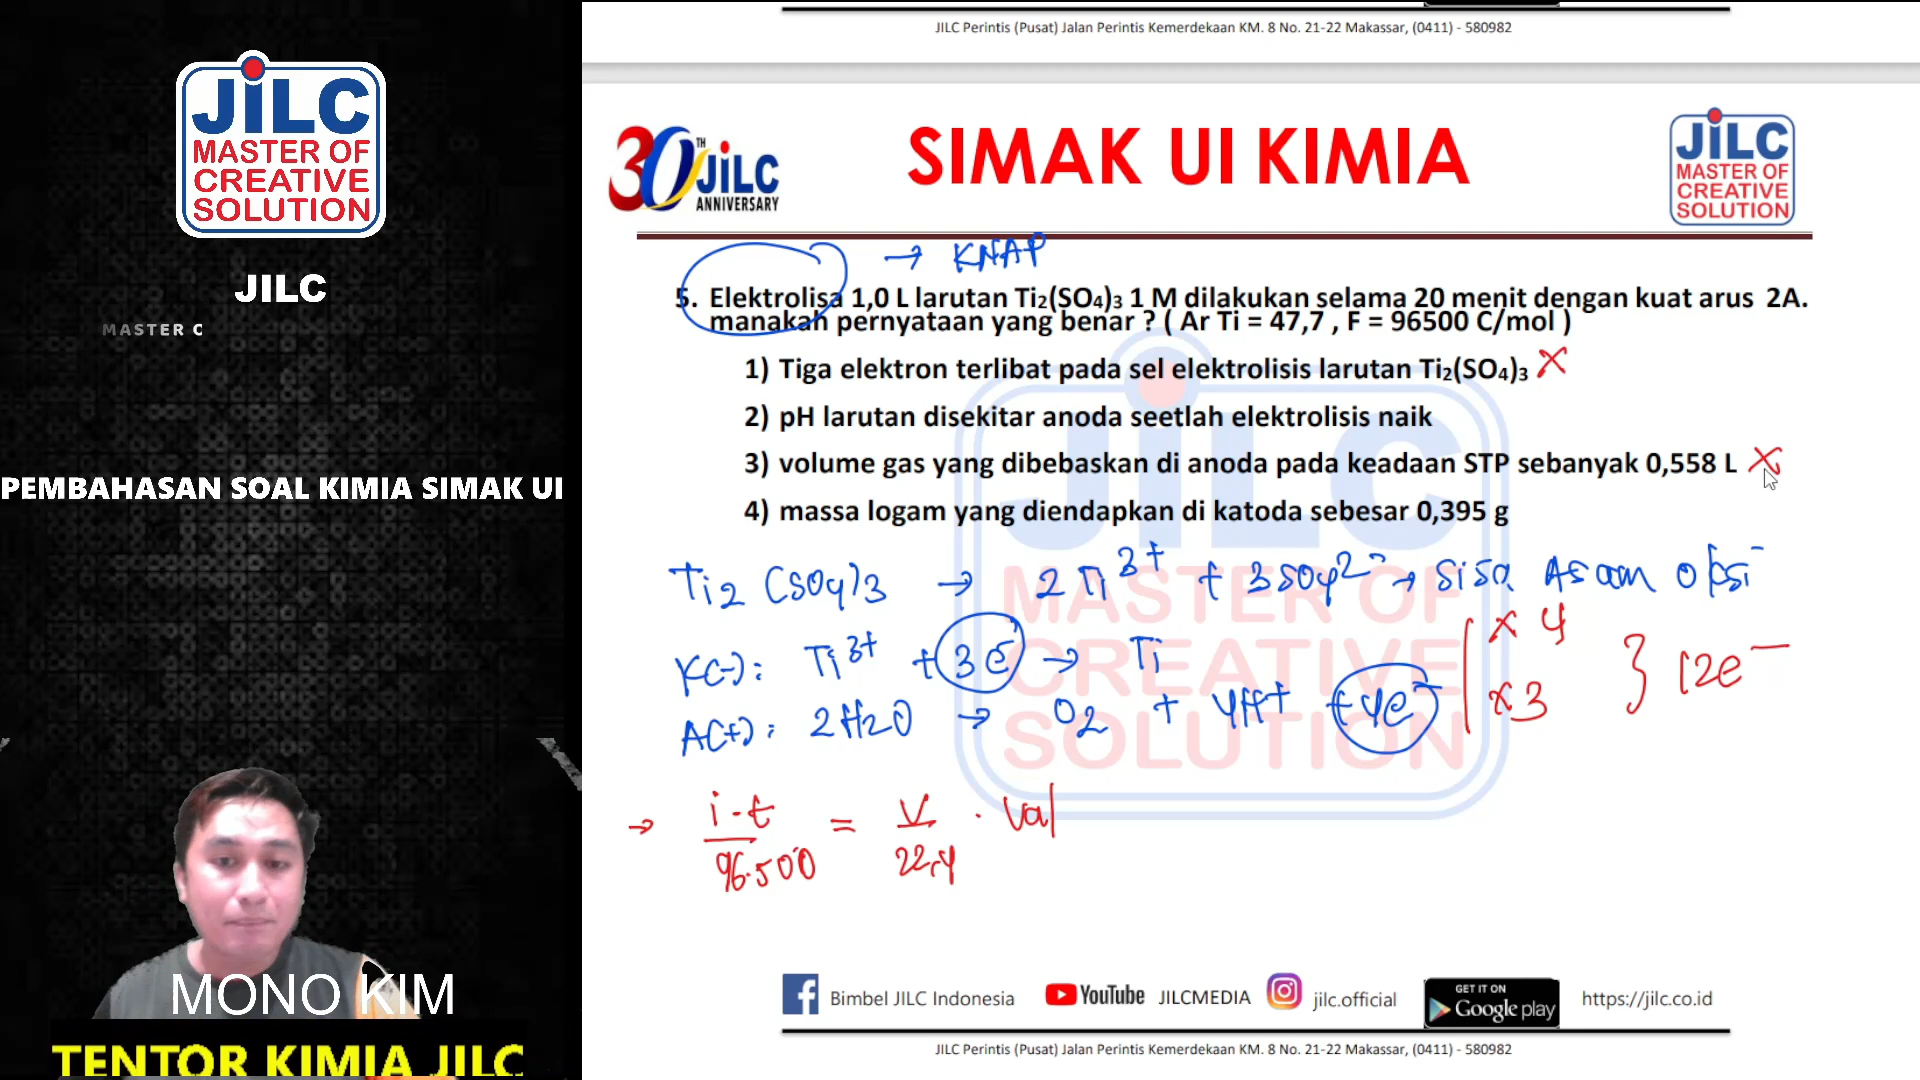 JILC Perintis (Pusat) Jalan Perintis Kemerdekaan KM. 8 No. 21-22 Makassar, (0411) - 580982
JiLC
MASTER OF
CREATIVE
SOLUTION
JILC
MASTER C
PEMBAHASAN SOAL KIMIA SIMAK UI
MONO KIM
TENTOR KIMIA JILC
30TH JiLC
ANNIVERSARY
SIMAK UI KIMIA
JiLC
MASTER OF
CREATIVE
SOLUTION
→ KNAP
5. Elektrolisa 1,0 L larutan Ti2(SO4)3 1 M dilakukan selama 20 menit dengan kuat arus 2A.
manakah pernyataan yang benar ? ( Ar Ti = 47,7 , F = 96500 C/mol )
1) Tiga elektron terlibat pada sel elektrolisis larutan Ti2(SO4)3 X
2) pH larutan disekitar anoda seetlah elektrolisis naik
3) volume gas yang dibebaskan di anoda pada keadaan STP sebanyak 0,558 L X
4) massa logam yang diendapkan di katoda sebesar 0,395 g
JiLC
MASTER OF
CREATIVE
SOLUTION
Ti2 (SO4)3 → 2 Ti3+ + 3SO42- → Sisa Asam oksi
K(-): Ti3+ + 3e- → Ti x 4
A(+): 2H2O → O2 + 4H+ + 4e- x3 } 12e-
→ i.t / 96.500 = V / 22,4 . val
Bimbel JILC Indonesia YouTube JILCMEDIA jilc.official GET IT ON Google play https://jilc.co.id
JILC Perintis (Pusat) Jalan Perintis Kemerdekaan KM. 8 No. 21-22 Makassar, (0411) - 580982